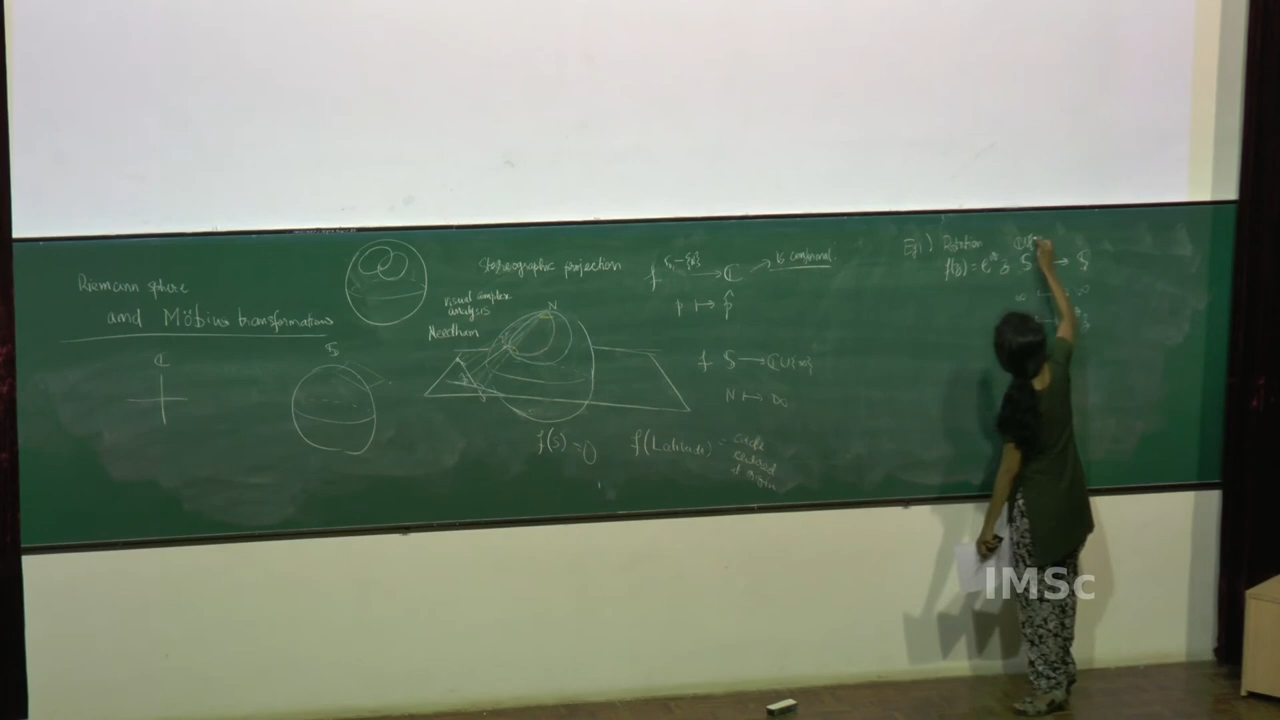 Riemann sphere
and Möbius transformations
ℂ
S
Stereographic projection
visual complex
analysis
Needham
N
f S - {N} ⟶ ℂ → is conformal.
p ⟼ p̂
f S ⟶ ℂ∪{∞}
N ⟼ ∞
f(S) = 0
f(Latitude) = circle
centered
at origin
Eg 1) Rotation
f(z) = e^{iθ} z
S → S
∞ ⟼ ∞
IMSc